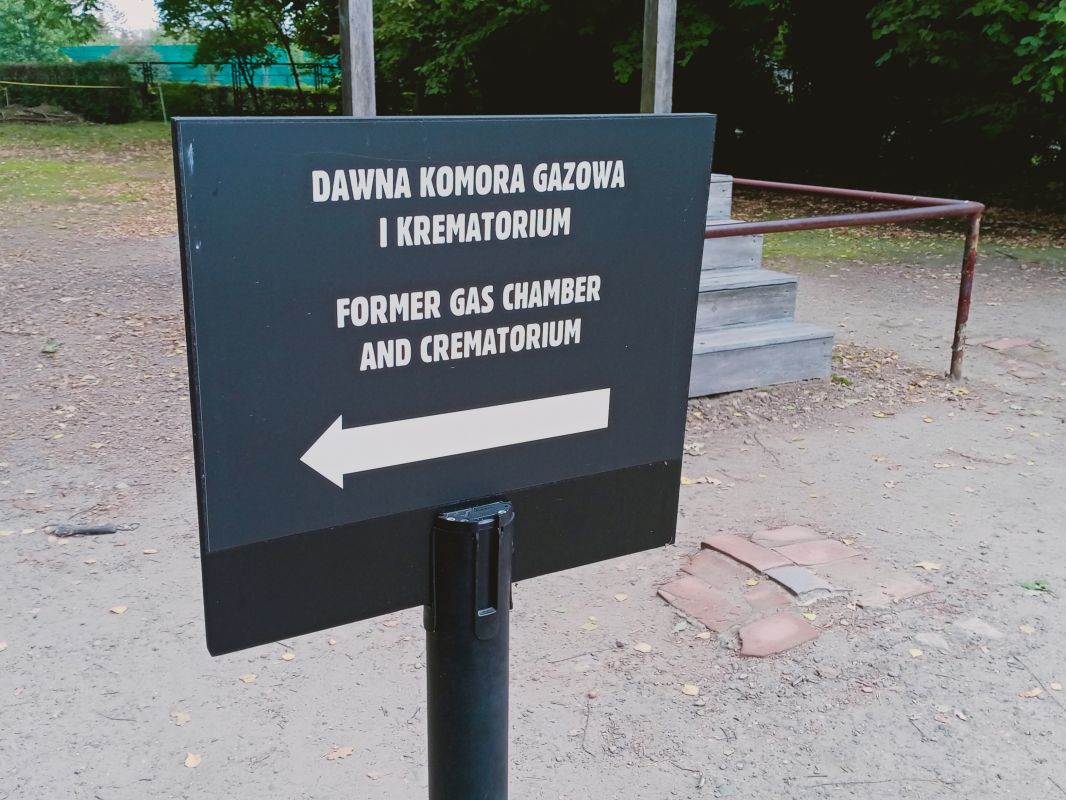 DAWNA KOMORA GAZOWA
I KREMATORIUM
FORMER GAS CHAMBER
AND CREMATORIUM